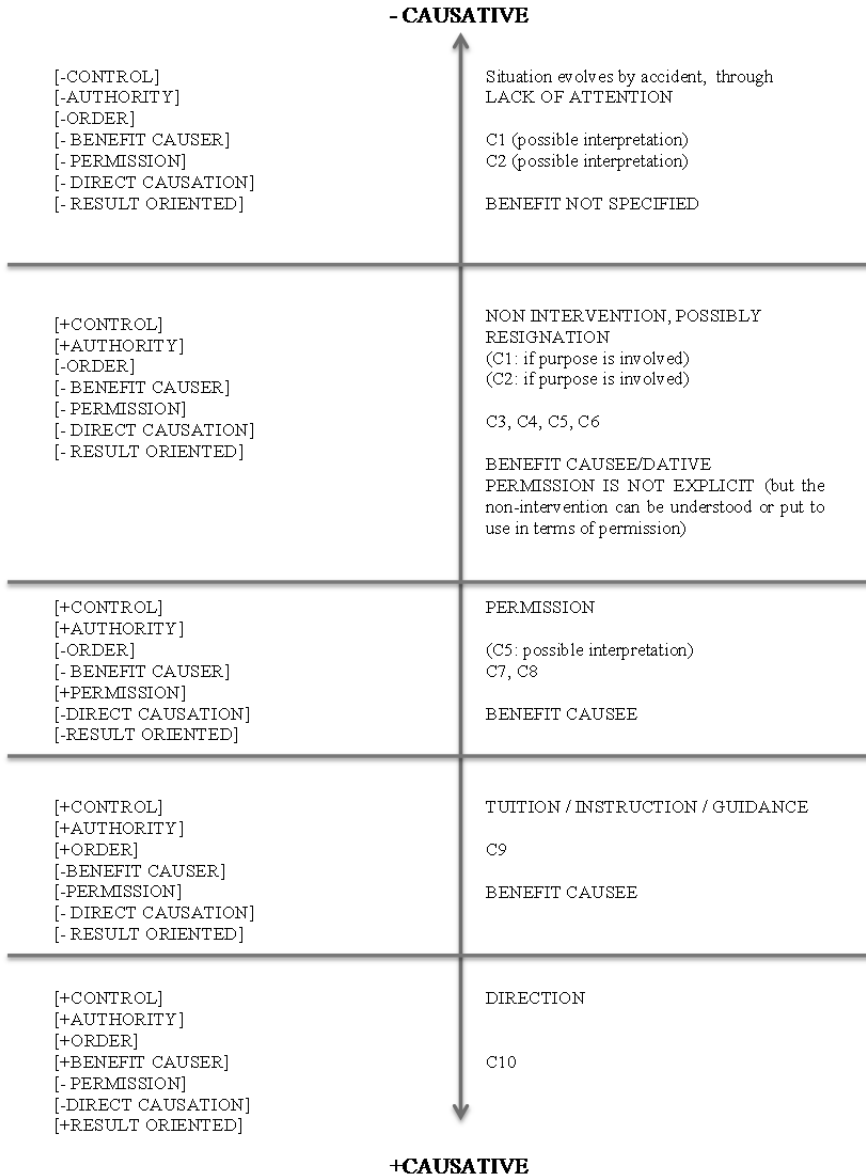 - CAUSATIVE
[-CONTROL]
[-AUTHORITY]
[-ORDER]
[- BENEFIT CAUSER]
[- PERMISSION]
[- DIRECT CAUSATION]
[- RESULT ORIENTED]
Situation evolves by accident, through
LACK OF ATTENTION
C1 (possible interpretation)
C2 (possible interpretation)
BENEFIT NOT SPECIFIED
[+CONTROL]
[+AUTHORITY]
[-ORDER]
[- BENEFIT CAUSER]
[- PERMISSION]
[- DIRECT CAUSATION]
[- RESULT ORIENTED]
NON INTERVENTION, POSSIBLY
RESIGNATION
(C1: if purpose is involved)
(C2: if purpose is involved)
C3, C4, C5, C6
BENEFIT CAUSEE/DATIVE
PERMISSION IS NOT EXPLICIT (but the
non-intervention can be understood or put to
use in terms of permission)
[+CONTROL]
[+AUTHORITY]
[-ORDER]
[- BENEFIT CAUSER]
[+PERMISSION]
[-DIRECT CAUSATION]
[-RESULT ORIENTED]
PERMISSION
(C5: possible interpretation)
C7, C8
BENEFIT CAUSEE
[+CONTROL]
[+AUTHORITY]
[+ORDER]
[-BENEFIT CAUSER]
[-PERMISSION]
[- DIRECT CAUSATION]
[- RESULT ORIENTED]
TUITION / INSTRUCTION / GUIDANCE
C9
BENEFIT CAUSEE
[+CONTROL]
[+AUTHORITY]
[+ORDER]
[+BENEFIT CAUSER]
[- PERMISSION]
[-DIRECT CAUSATION]
[+RESULT ORIENTED]
DIRECTION
C10
+CAUSATIVE